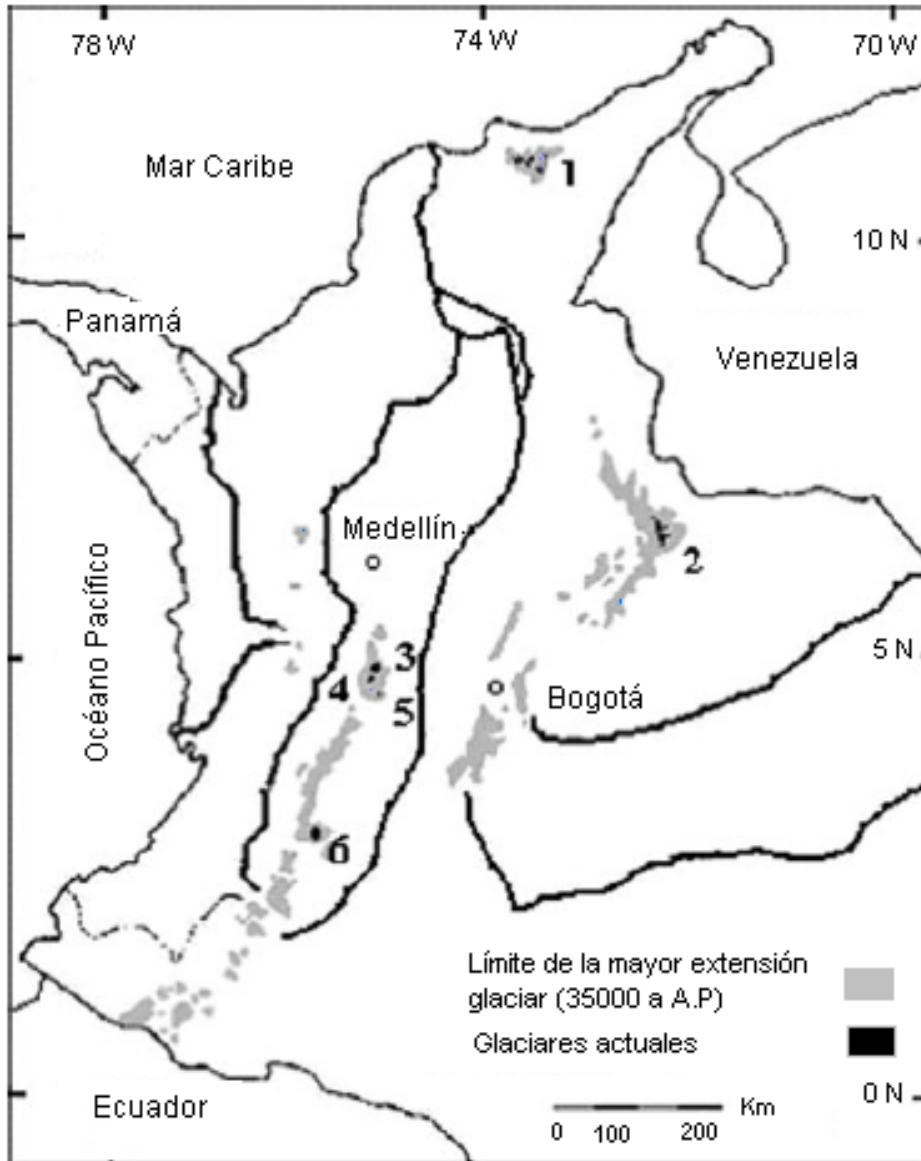 78 W
74 W
70 W
Mar Caribe
1
10 N
Panamá
Venezuela
Medellín
2
Océano Pacífico
3
4
5
5 N
Bogotá
6
Límite de la mayor extensión
glaciar (35000 a A.P)
Glaciares actuales
0 N
Ecuador
Km
0 100 200